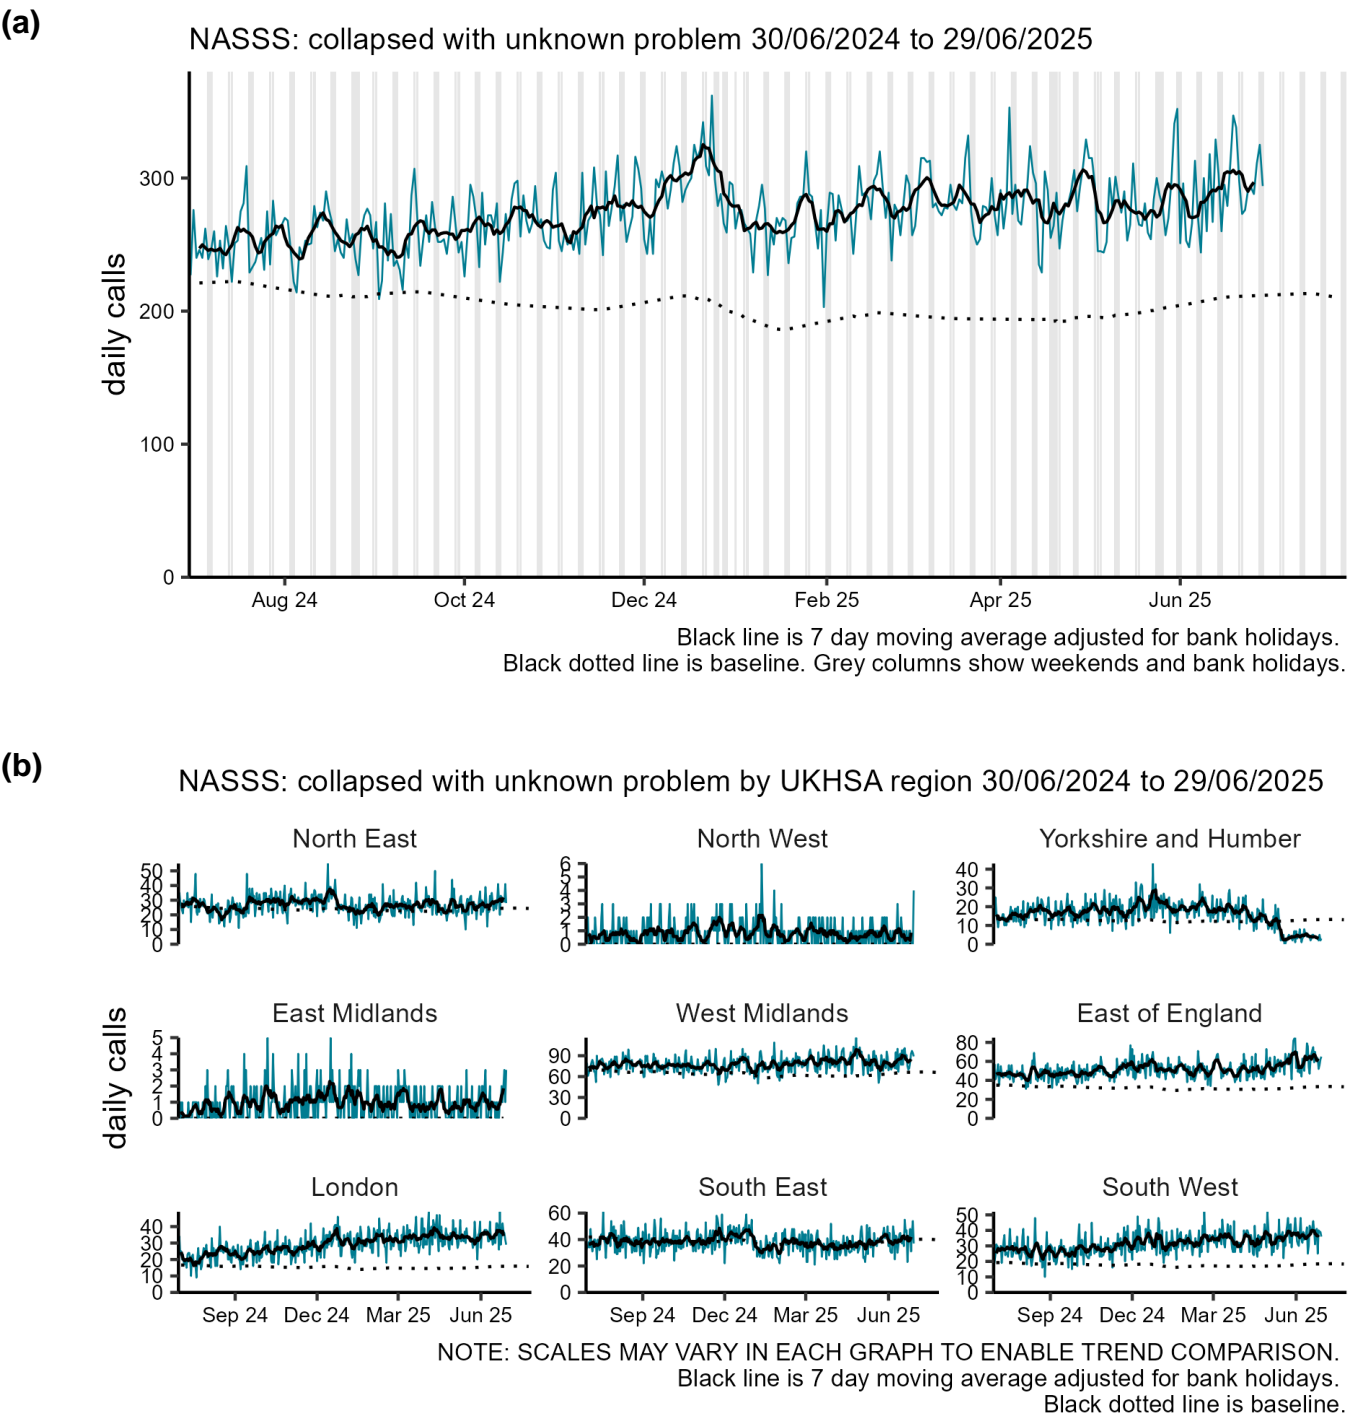 (a)
NASSS: collapsed with unknown problem 30/06/2024 to 29/06/2025
daily calls
300
200
100
0
Aug 24 Oct 24 Dec 24 Feb 25 Apr 25 Jun 25
Black line is 7 day moving average adjusted for bank holidays.
Black dotted line is baseline. Grey columns show weekends and bank holidays.
(b)
NASSS: collapsed with unknown problem by UKHSA region 30/06/2024 to 29/06/2025
daily calls
North East
50
40
30
20
10
0
North West
6
5
4
3
2
1
0
Yorkshire and Humber
40
30
20
10
0
East Midlands
5
4
3
2
1
0
West Midlands
90
60
30
0
East of England
80
60
40
20
0
London
40
30
20
10
0
Sep 24 Dec 24 Mar 25 Jun 25
South East
60
40
20
0
Sep 24 Dec 24 Mar 25 Jun 25
South West
50
40
30
20
10
0
Sep 24 Dec 24 Mar 25 Jun 25
NOTE: SCALES MAY VARY IN EACH GRAPH TO ENABLE TREND COMPARISON.
Black line is 7 day moving average adjusted for bank holidays.
Black dotted line is baseline.